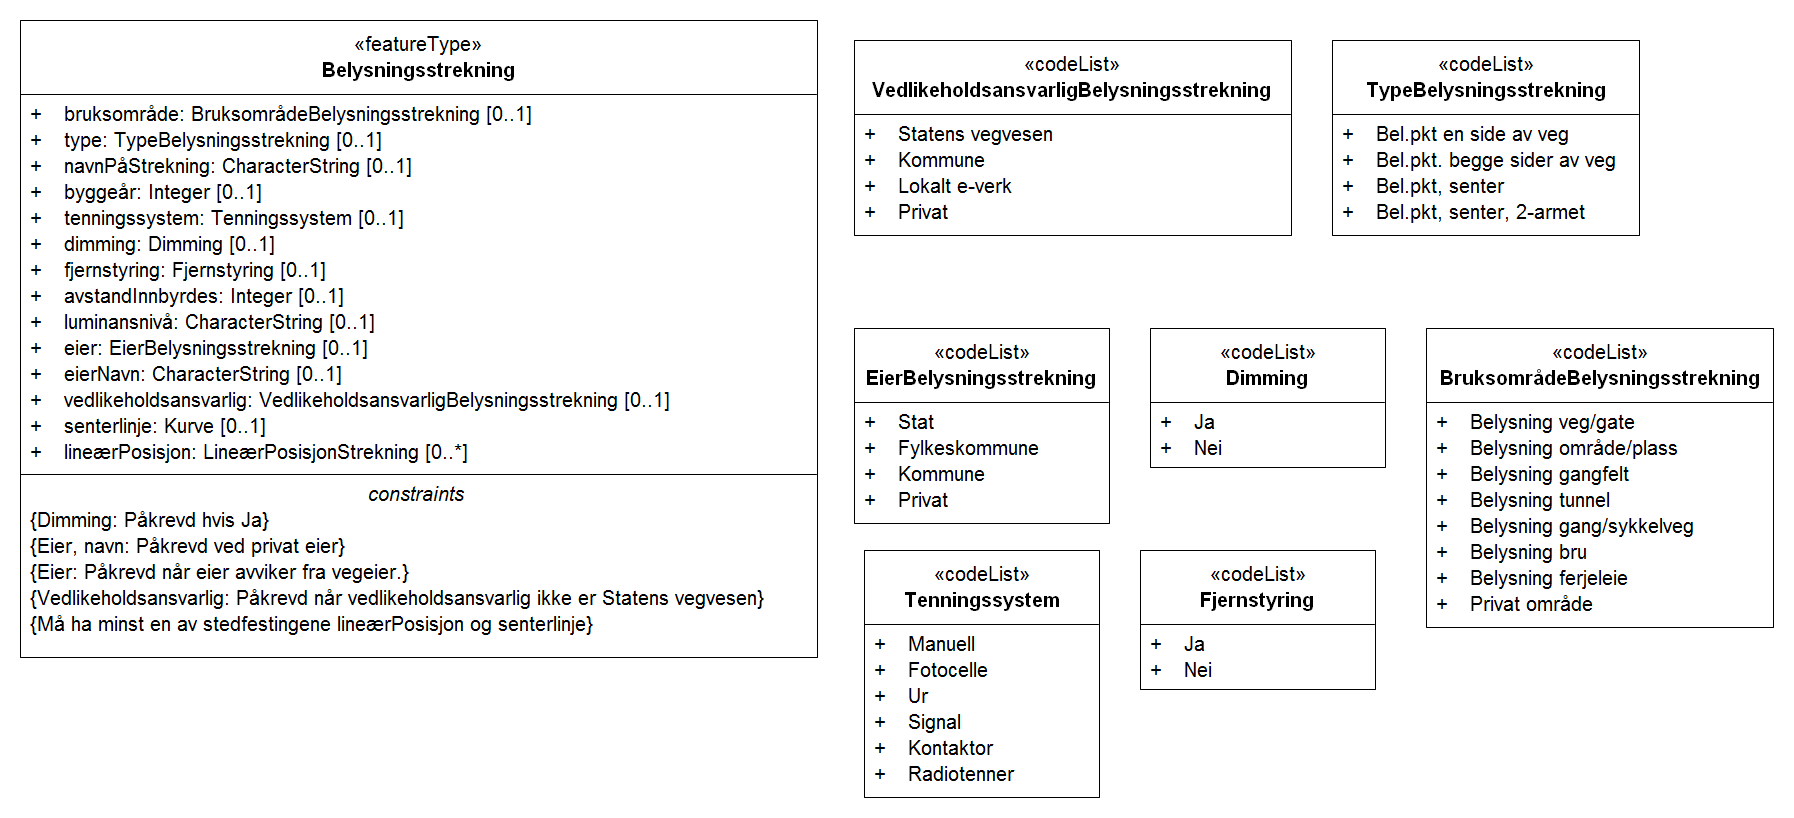 «featureType»
Belysningsstrekning
+ bruksområde: BruksområdeBelysningsstrekning [0..1]
+ type: TypeBelysningsstrekning [0..1]
+ navnPåStrekning: CharacterString [0..1]
+ byggeår: Integer [0..1]
+ tenningssystem: Tenningssystem [0..1]
+ dimming: Dimming [0..1]
+ fjernstyring: Fjernstyring [0..1]
+ avstandInnbyrdes: Integer [0..1]
+ luminansnivå: CharacterString [0..1]
+ eier: EierBelysningsstrekning [0..1]
+ eierNavn: CharacterString [0..1]
+ vedlikeholdsansvarlig: VedlikeholdsansvarligBelysningsstrekning [0..1]
+ senterlinje: Kurve [0..1]
+ lineærPosisjon: LineærPosisjonStrekning [0..*]
constraints
{Dimming: Påkrevd hvis Ja}
{Eier, navn: Påkrevd ved privat eier}
{Eier: Påkrevd når eier avviker fra vegeier.}
{Vedlikeholdsansvarlig: Påkrevd når vedlikeholdsansvarlig ikke er Statens vegvesen}
{Må ha minst en av stedfestingene lineærPosisjon og senterlinje}
«codeList»
VedlikeholdsansvarligBelysningsstrekning
+ Statens vegvesen
+ Kommune
+ Lokalt e-verk
+ Privat
«codeList»
TypeBelysningsstrekning
+ Bel.pkt en side av veg
+ Bel.pkt. begge sider av veg
+ Bel.pkt, senter
+ Bel.pkt, senter, 2-armet
«codeList»
EierBelysningsstrekning
+ Stat
+ Fylkeskommune
+ Kommune
+ Privat
«codeList»
Dimming
+ Ja
+ Nei
«codeList»
BruksområdeBelysningsstrekning
+ Belysning veg/gate
+ Belysning område/plass
+ Belysning gangfelt
+ Belysning tunnel
+ Belysning gang/sykkelveg
+ Belysning bru
+ Belysning ferjeleie
+ Privat område
«codeList»
Tenningssystem
+ Manuell
+ Fotocelle
+ Ur
+ Signal
+ Kontaktor
+ Radiotenner
«codeList»
Fjernstyring
+ Ja
+ Nei